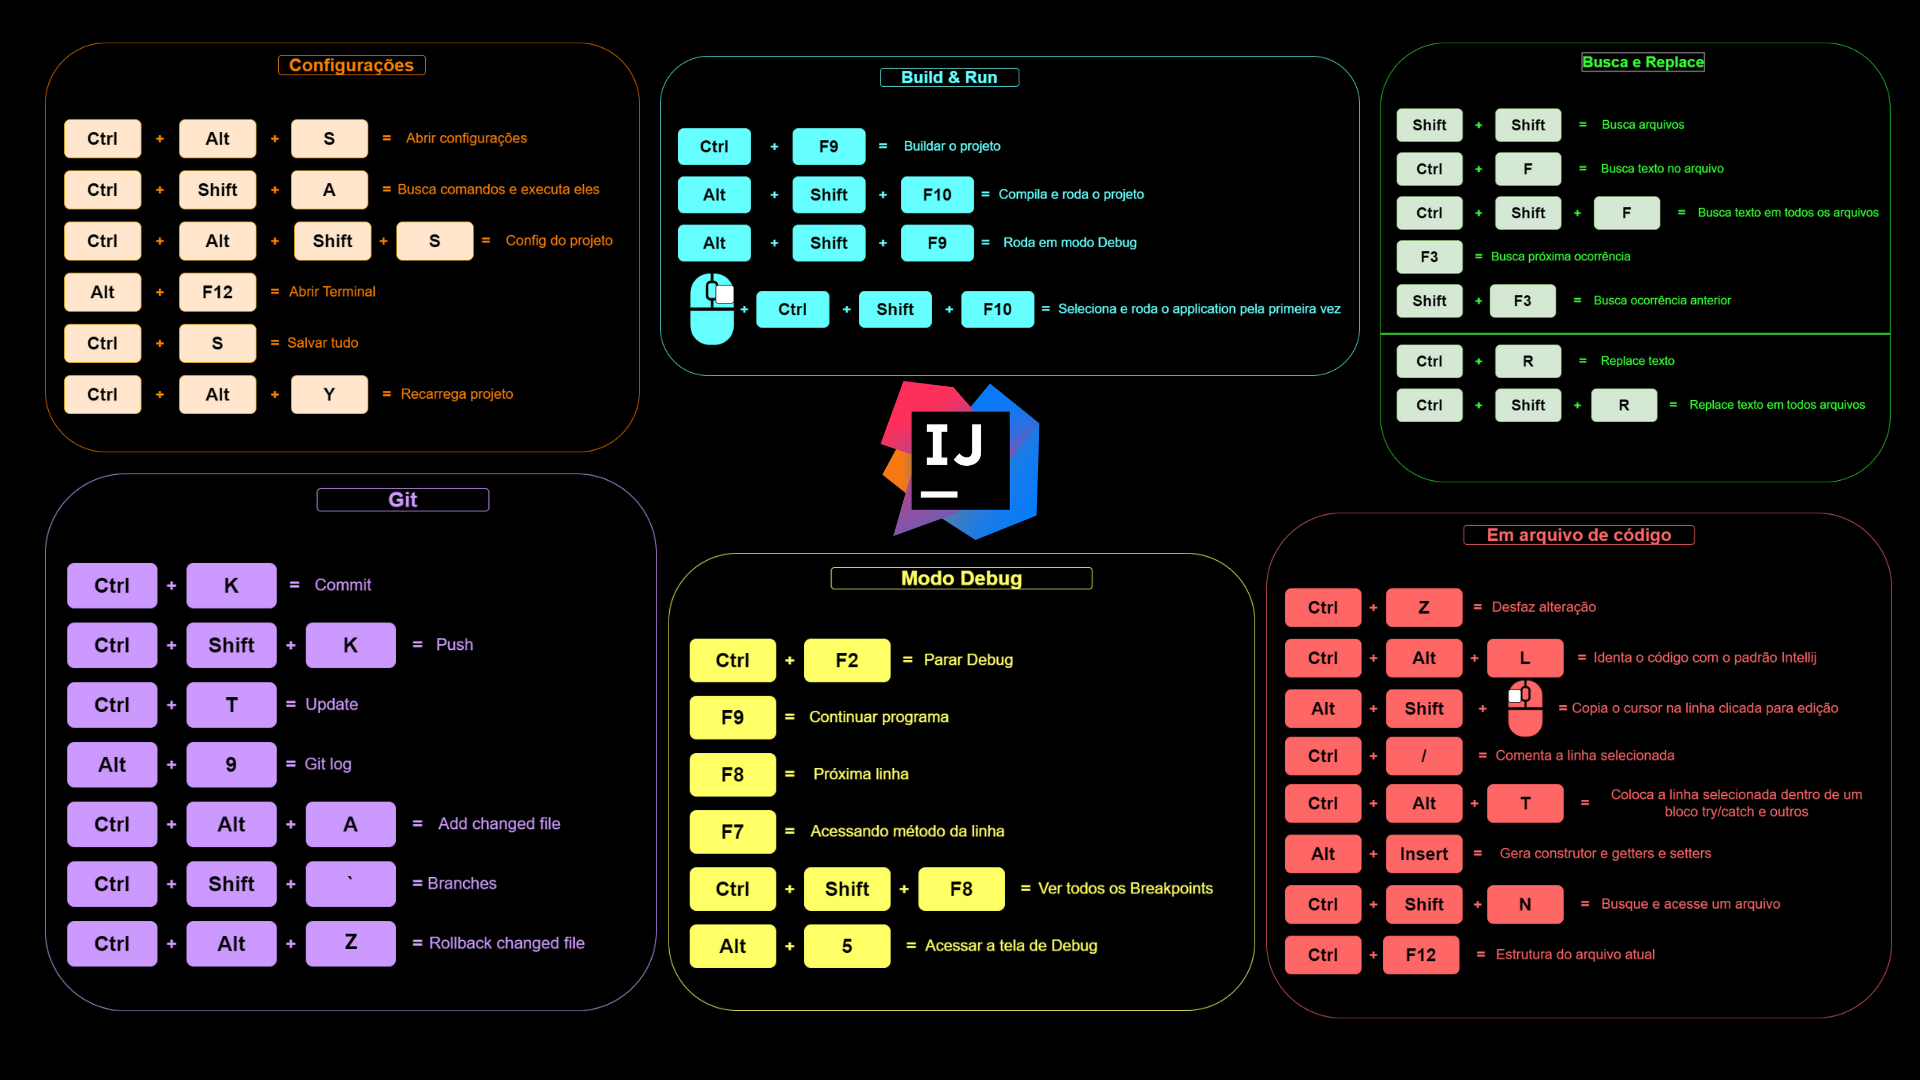 Configurações
Ctrl + Alt + S = Abrir configurações
Ctrl + Shift + A = Busca comandos e executa eles
Ctrl + Alt + Shift + S = Config do projeto
Alt + F12 = Abrir Terminal
Ctrl + S = Salvar tudo
Ctrl + Alt + Y = Recarrega projeto
Build & Run
Ctrl + F9 = Buildar o projeto
Alt + Shift + F10 = Compila e roda o projeto
Alt + Shift + F9 = Roda em modo Debug
+ Ctrl + Shift + F10 = Seleciona e roda o application pela primeira vez
Busca e Replace
Shift + Shift = Busca arquivos
Ctrl + F = Busca texto no arquivo
Ctrl + Shift + F = Busca texto em todos os arquivos
F3 = Busca próxima ocorrência
Shift + F3 = Busca ocorrência anterior
Ctrl + R = Replace texto
Ctrl + Shift + R = Replace texto em todos arquivos
IJ
Git
Ctrl + K = Commit
Ctrl + Shift + K = Push
Ctrl + T = Update
Alt + 9 = Git log
Ctrl + Alt + A = Add changed file
Ctrl + Shift + ` = Branches
Ctrl + Alt + Z = Rollback changed file
Modo Debug
Ctrl + F2 = Parar Debug
F9 = Continuar programa
F8 = Próxima linha
F7 = Acessando método da linha
Ctrl + Shift + F8 = Ver todos os Breakpoints
Alt + 5 = Acessar a tela de Debug
Em arquivo de código
Ctrl + Z = Desfaz alteração
Ctrl + Alt + L = Identa o código com o padrão Intellij
Alt + Shift + = Copia o cursor na linha clicada para edição
Ctrl + / = Comenta a linha selecionada
Ctrl + Alt + T = Coloca a linha selecionada dentro de um
bloco try/catch e outros
Alt + Insert = Gera construtor e getters e setters
Ctrl + Shift + N = Busque e acesse um arquivo
Ctrl + F12 = Estrutura do arquivo atual